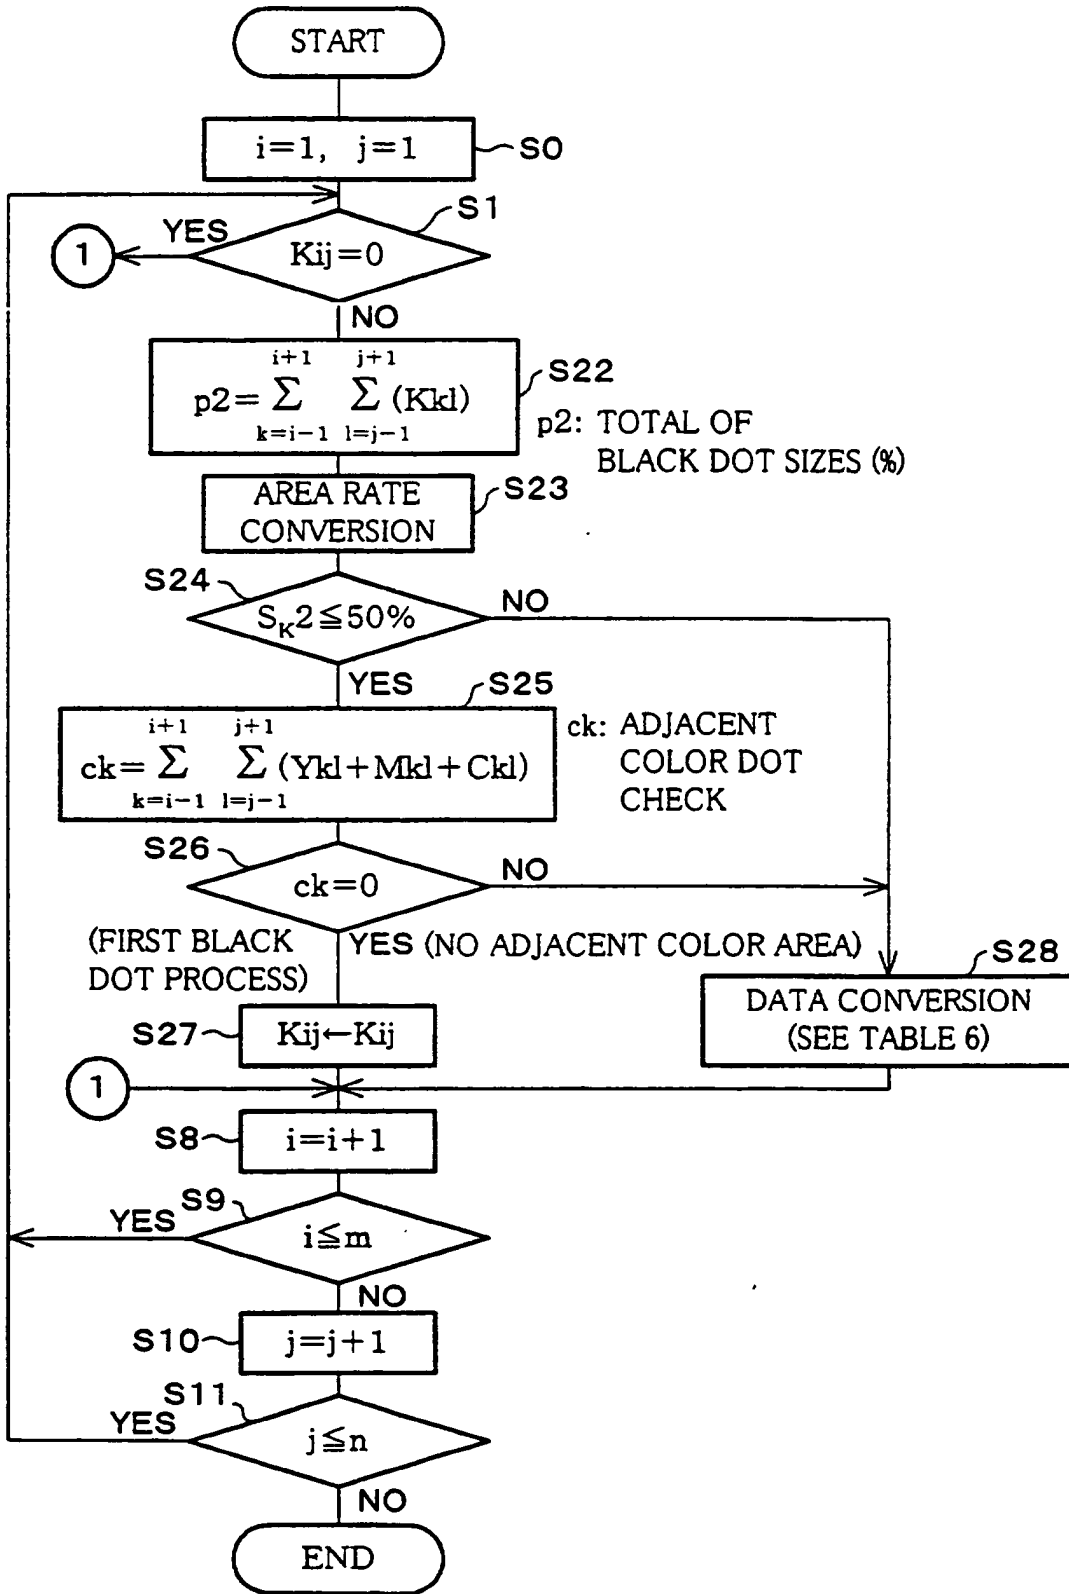 START
i=1, j=1
S0
S1
YES
1
Kij=0
NO
S22
i+1 j+1
p2=Σ Σ(Kkl)
k=i-1 l=j-1
p2: TOTAL OF
BLACK DOT SIZES (%)
S23
AREA RATE
CONVERSION
S24
NO
SK2≦50%
YES
S25
i+1 j+1
ck=Σ Σ(Ykl+Mkl+Ckl)
k=i-1 l=j-1
ck: ADJACENT
COLOR DOT
CHECK
S26
NO
ck=0
(FIRST BLACK
DOT PROCESS)
YES (NO ADJACENT COLOR AREA)
S28
DATA CONVERSION
(SEE TABLE 6)
S27
Kij←Kij
1
S8
i=i+1
S9
YES
i≦m
NO
S10
j=j+1
S11
YES
j≦n
NO
END